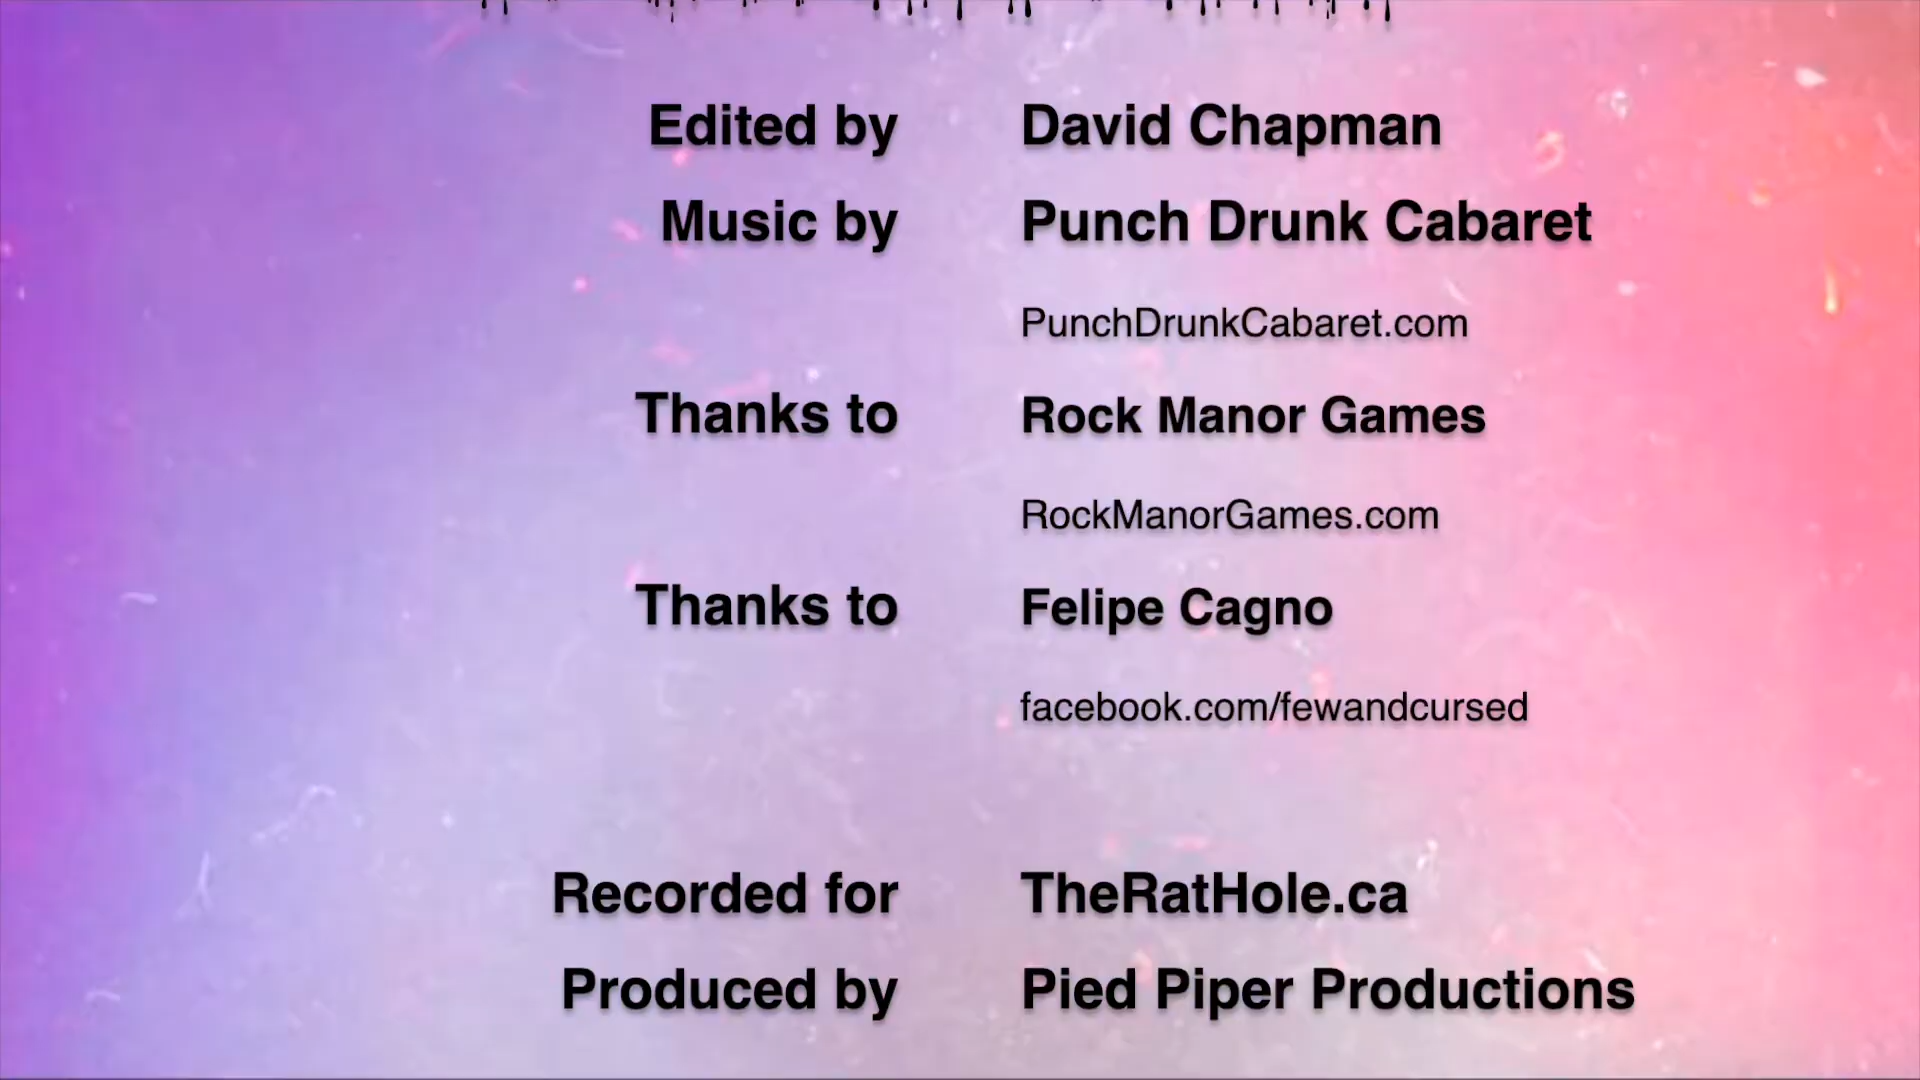 Edited by David Chapman
Music by Punch Drunk Cabaret
PunchDrunkCabaret.com
Thanks to Rock Manor Games
RockManorGames.com
Thanks to Felipe Cagno
facebook.com/fewandcursed
Recorded for TheRatHole.ca
Produced by Pied Piper Productions